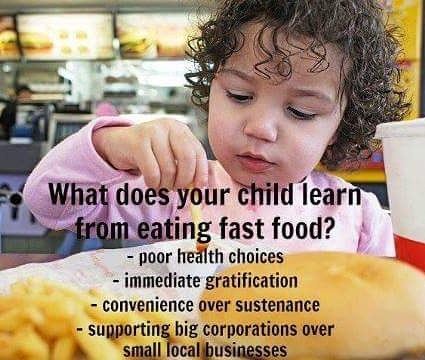 What does your child learn
from eating fast food?
- poor health choices
- immediate gratification
- convenience over sustenance
- supporting big corporations over
small local businesses